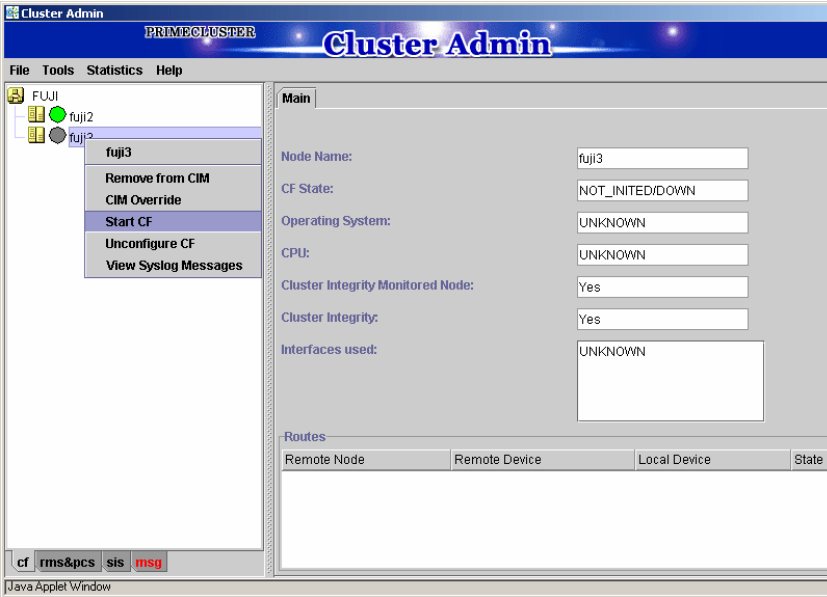 Cluster Admin
PRIMECLUSTER
Cluster Admin
File Tools Statistics Help
FUJI
fuji2
fuji3
fuji3
Remove from CIM
CIM Override
Start CF
Unconfigure CF
View Syslog Messages
Main
Node Name: fuji3
CF State: NOT_INITED/DOWN
Operating System: UNKNOWN
CPU: UNKNOWN
Cluster Integrity Monitored Node: Yes
Cluster Integrity: Yes
Interfaces used: UNKNOWN
Routes
Remote Node Remote Device Local Device State
cf rms&pcs sis msg
Java Applet Window